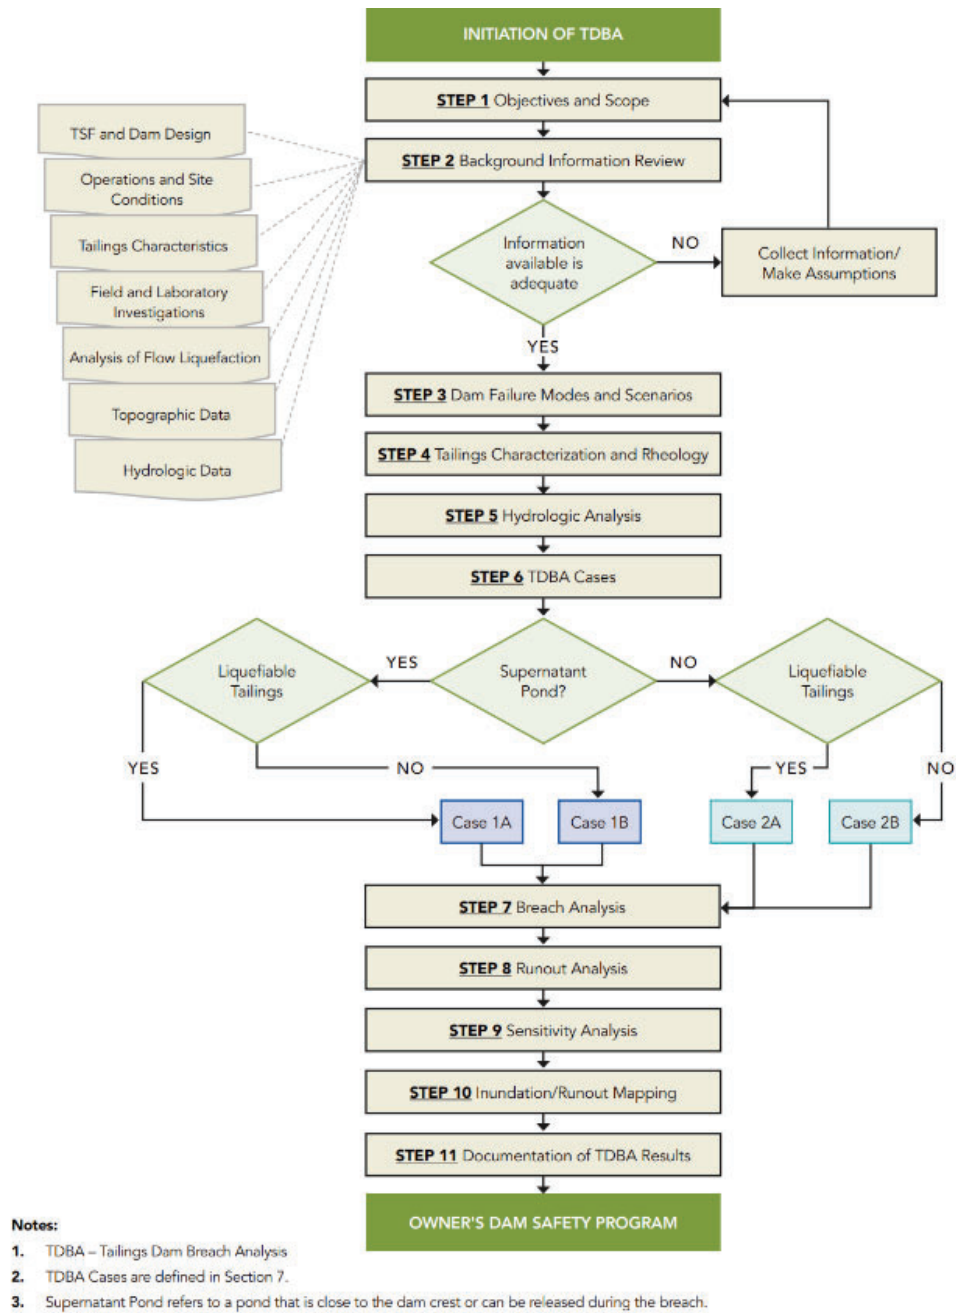 INITIATION OF TDBA
STEP 1 Objectives and Scope
STEP 2 Background Information Review
TSF and Dam Design
Operations and Site
Conditions
Tailings Characteristics
Field and Laboratory
Investigations
Analysis of Flow Liquefaction
Topographic Data
Hydrologic Data
Information
available is
adequate
NO
Collect Information/
Make Assumptions
YES
STEP 3 Dam Failure Modes and Scenarios
STEP 4 Tailings Characterization and Rheology
STEP 5 Hydrologic Analysis
STEP 6 TDBA Cases
Liquefiable
Tailings
YES
Supernatant
Pond?
NO
Liquefiable
Tailings
YES
NO
YES
NO
Case 1A
Case 1B
Case 2A
Case 2B
STEP 7 Breach Analysis
STEP 8 Runout Analysis
STEP 9 Sensitivity Analysis
STEP 10 Inundation/Runout Mapping
STEP 11 Documentation of TDBA Results
OWNER'S DAM SAFETY PROGRAM
Notes:
1. TDBA – Tailings Dam Breach Analysis
2. TDBA Cases are defined in Section 7.
3. Supernatant Pond refers to a pond that is close to the dam crest or can be released during the breach.